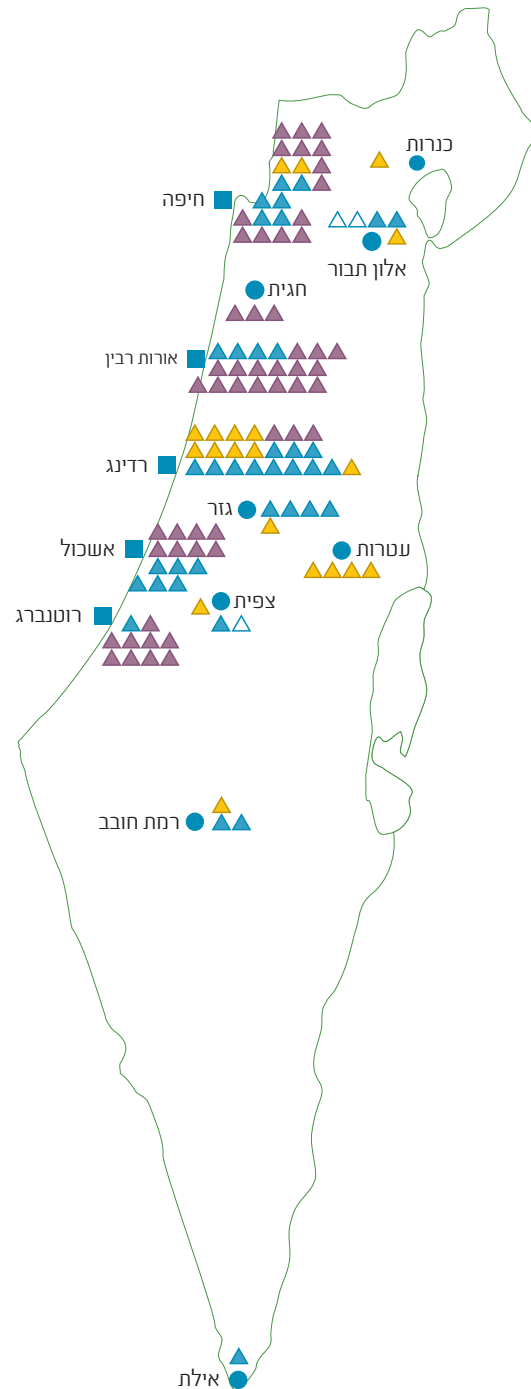 כנרות
חיפה
אלון תבור
חגית
אורות רבין
רדינג
גזר
אשכול
עטרות
צפית
רוטנברג
רמת חובב
אילת